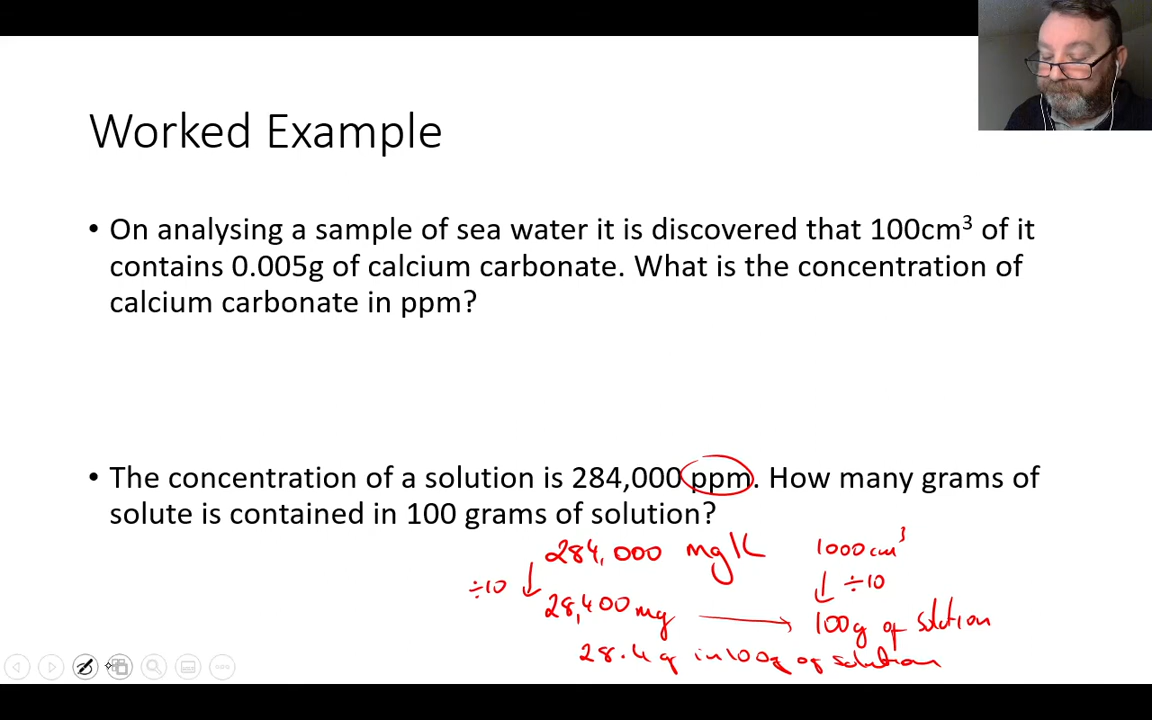 Worked Example
• On analysing a sample of sea water it is discovered that 100cm³ of it
contains 0.005g of calcium carbonate. What is the concentration of
calcium carbonate in ppm?
• The concentration of a solution is 284,000 ppm. How many grams of
solute is contained in 100 grams of solution?
284,000 mg/L 1000cm³
÷10 ÷10
28,400mg 100g of solution
28.4g in 100g of solution